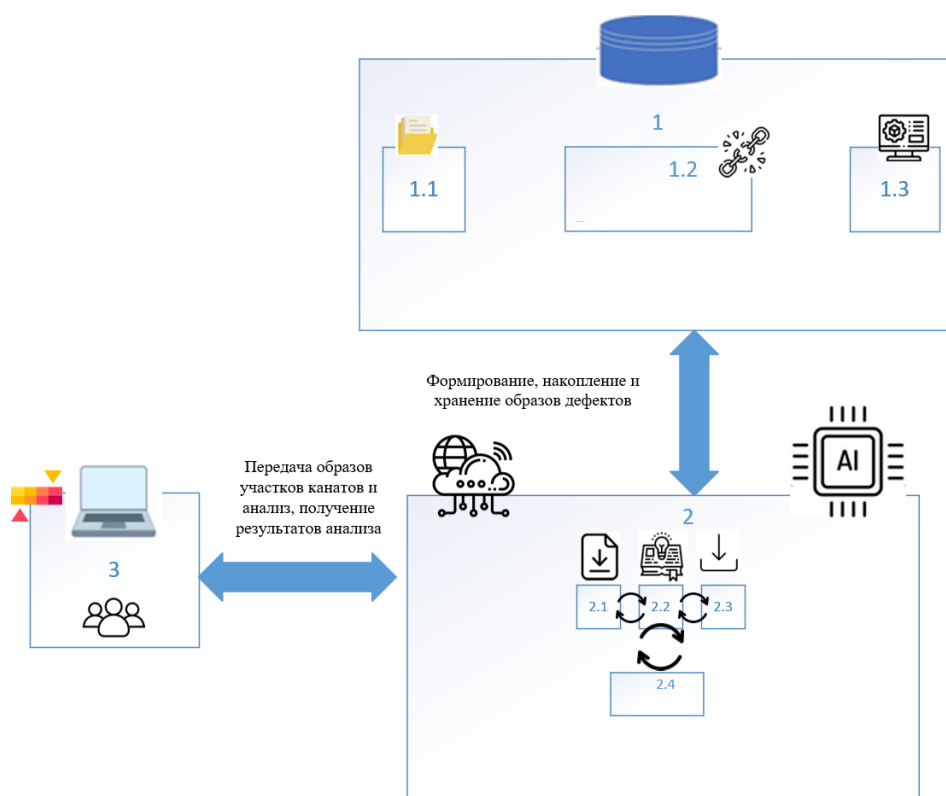 1
1.1
1.2
1.3
Формирование, накопление и
хранение образов дефектов
AI
Передача образов
участков канатов и
анализ, получение
результатов анализа
2
3
2.1
2.2
2.3
2.4